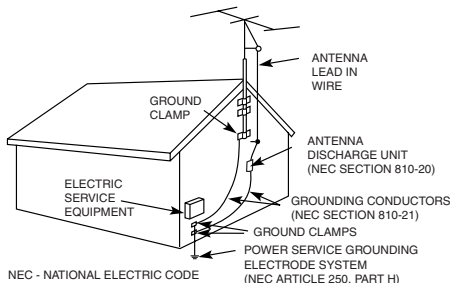 ANTENNA
LEAD IN
WIRE
GROUND
CLAMP
ANTENNA
DISCHARGE UNIT
(NEC SECTION 810-20)
ELECTRIC
SERVICE
EQUIPMENT
GROUNDING CONDUCTORS
(NEC SECTION 810-21)
GROUND CLAMPS
POWER SERVICE GROUNDING
ELECTRODE SYSTEM
(NEC ARTICLE 250, PART H)
NEC - NATIONAL ELECTRIC CODE